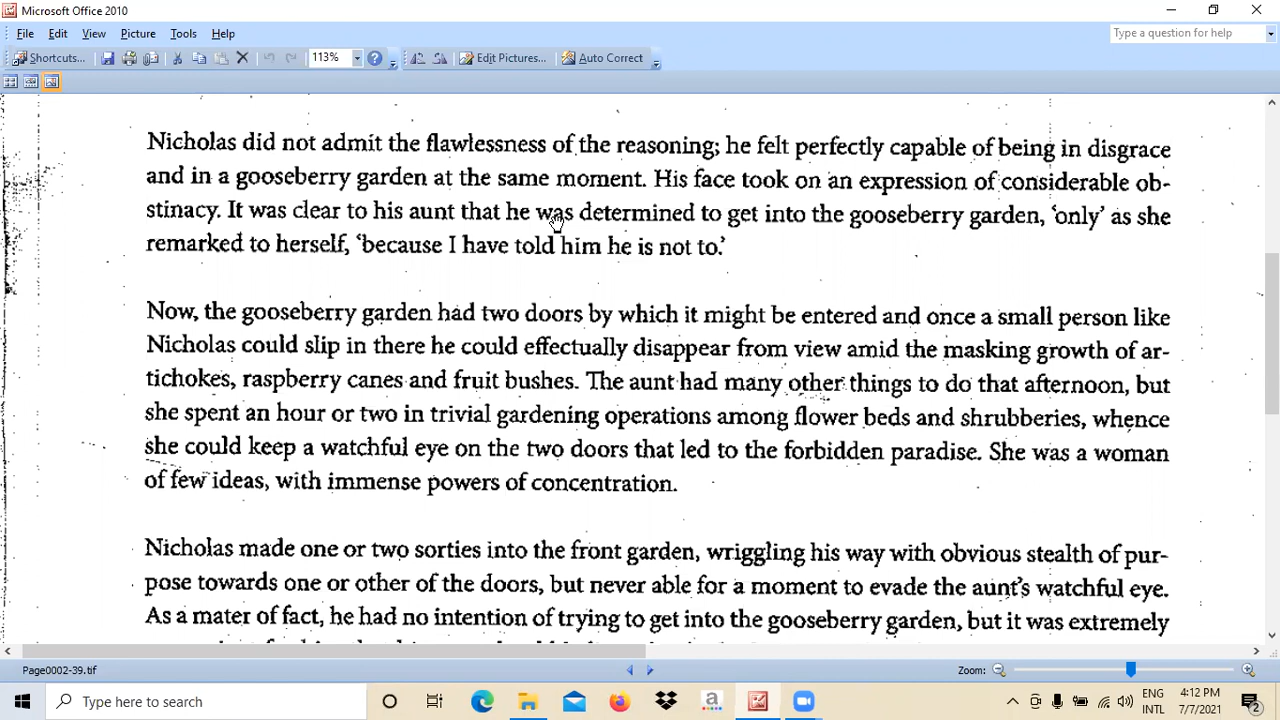 Microsoft Office 2010
File Edit View Picture Tools Help
Type a question for help
Shortcuts... 113% Edit Pictures... Auto Correct
Nicholas did not admit the flawlessness of the reasoning; he felt perfectly capable of being in disgrace
and in a gooseberry garden at the same moment. His face took on an expression of considerable ob-
stinacy. It was clear to his aunt that he was determined to get into the gooseberry garden, ‘only’ as she
remarked to herself, ‘because I have told him he is not to.’
Now, the gooseberry garden had two doors by which it might be entered and once a small person like
Nicholas could slip in there he could effectually disappear from view amid the masking growth of ar-
tichokes, raspberry canes and fruit bushes. The aunt had many other things to do that afternoon, but
she spent an hour or two in trivial gardening operations among flower beds and shrubberies, whence
she could keep a watchful eye on the two doors that led to the forbidden paradise. She was a woman
of few ideas, with immense powers of concentration.
Nicholas made one or two sorties into the front garden, wriggling his way with obvious stealth of pur-
pose towards one or other of the doors, but never able for a moment to evade the aunt’s watchful eye.
As a mater of fact, he had no intention of trying to get into the gooseberry garden, but it was extremely
Page0002-39.tif
Zoom:
Type here to search
a
ENG
INTL
4:12 PM
7/7/2021
2